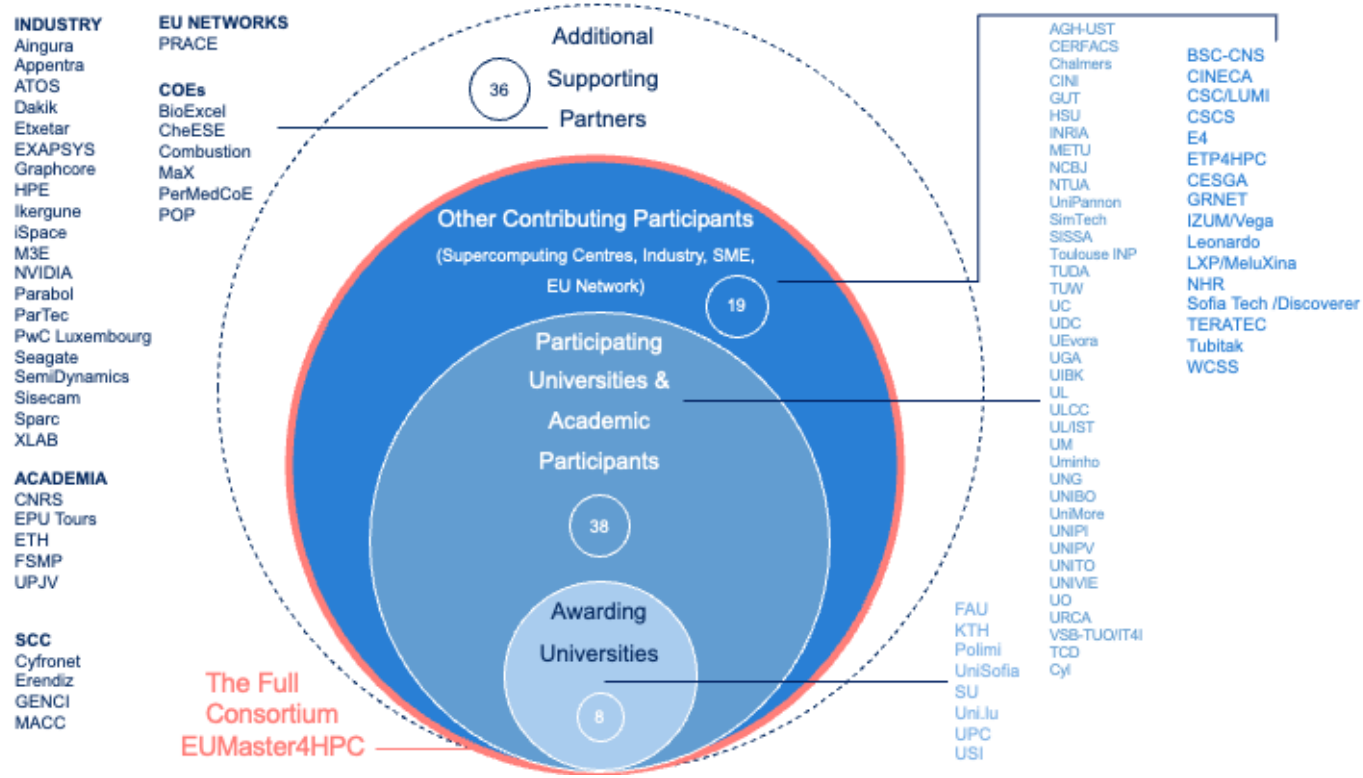 INDUSTRY
Aingura
Appentra
ATOS
Dakik
Etxetar
EXAPSYS
Graphcore
HPE
Ikergune
iSpace
M3E
NVIDIA
Parabol
ParTec
PwC Luxembourg
Seagate
SemiDynamics
Sisecam
Sparc
XLAB
ACADEMIA
CNRS
EPU Tours
ETH
FSMP
UPJV
SCC
Cyfronet
Erendiz
GENCI
MACC
EU NETWORKS
PRACE
COEs
BioExcel
CheESE
Combustion
MaX
PerMedCoE
POP
Additional
Supporting
Partners
36
Other Contributing Participants
(Supercomputing Centres, Industry, SME,
EU Network)
19
Participating
Universities &
Academic
Participants
38
Awarding
Universities
8
The Full
Consortium
EUMaster4HPC
FAU
KTH
Polimi
UniSofia
SU
Uni.lu
UPC
USI
AGH-UST
CERFACS
Chalmers
CINI
GUT
HSU
INRIA
METU
NCBJ
NTUA
UniPannon
SimTech
SISSA
Toulouse INP
TUDA
TUW
UC
UDC
UEvora
UGA
UIBK
UL
ULCC
UL/IST
UM
Uminho
UNG
UNIBO
UniMore
UNIPI
UNIPV
UNITO
UNIVIE
UO
URCA
VSB-TUO/IT4I
TCD
CyI
BSC-CNS
CINECA
CSC/LUMI
CSCS
E4
ETP4HPC
CESGA
GRNET
IZUM/Vega
Leonardo
LXP/MeluXina
NHR
Sofia Tech /Discoverer
TERATEC
Tubitak
WCSS